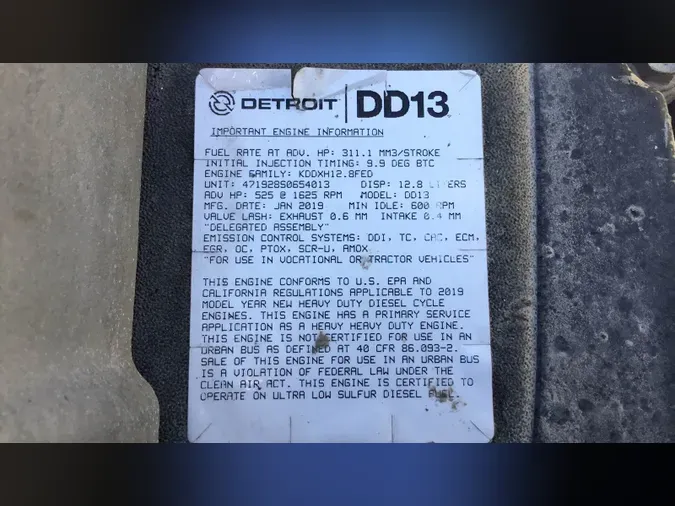 DETROIT DD13
IMPORTANT ENGINE INFORMATION
FUEL RATE AT ADV. HP: 311.1 MM3/STROKE
INITIAL INJECTION TIMING: 9.9 DEG BTC
ENGINE FAMILY: KDDXH12.8FED
UNIT: 471928S0654013 DISP: 12.8 LITERS
ADV HP: 525 @ 1625 RPM MODEL: DD13
MFG. DATE: JAN 2019 MIN IDLE: 600 RPM
VALVE LASH: EXHAUST 0.6 MM INTAKE 0.4 MM
"DELEGATED ASSEMBLY"
EMISSION CONTROL SYSTEMS: DDI, TC, CAC, ECM,
EGR, OC, PTOX, SCR-U, AMOX
"FOR USE IN VOCATIONAL OR TRACTOR VEHICLES"
THIS ENGINE CONFORMS TO U.S. EPA AND
CALIFORNIA REGULATIONS APPLICABLE TO 2019
MODEL YEAR NEW HEAVY DUTY DIESEL CYCLE
ENGINES. THIS ENGINE HAS A PRIMARY SERVICE
APPLICATION AS A HEAVY HEAVY DUTY ENGINE.
THIS ENGINE IS NOT CERTIFIED FOR USE IN AN
URBAN BUS AS DEFINED AT 40 CFR 86.093-2.
SALE OF THIS ENGINE FOR USE IN AN URBAN BUS
IS A VIOLATION OF FEDERAL LAW UNDER THE
CLEAN AIR ACT. THIS ENGINE IS CERTIFIED TO
OPERATE ON ULTRA LOW SULFUR DIESEL FUEL.